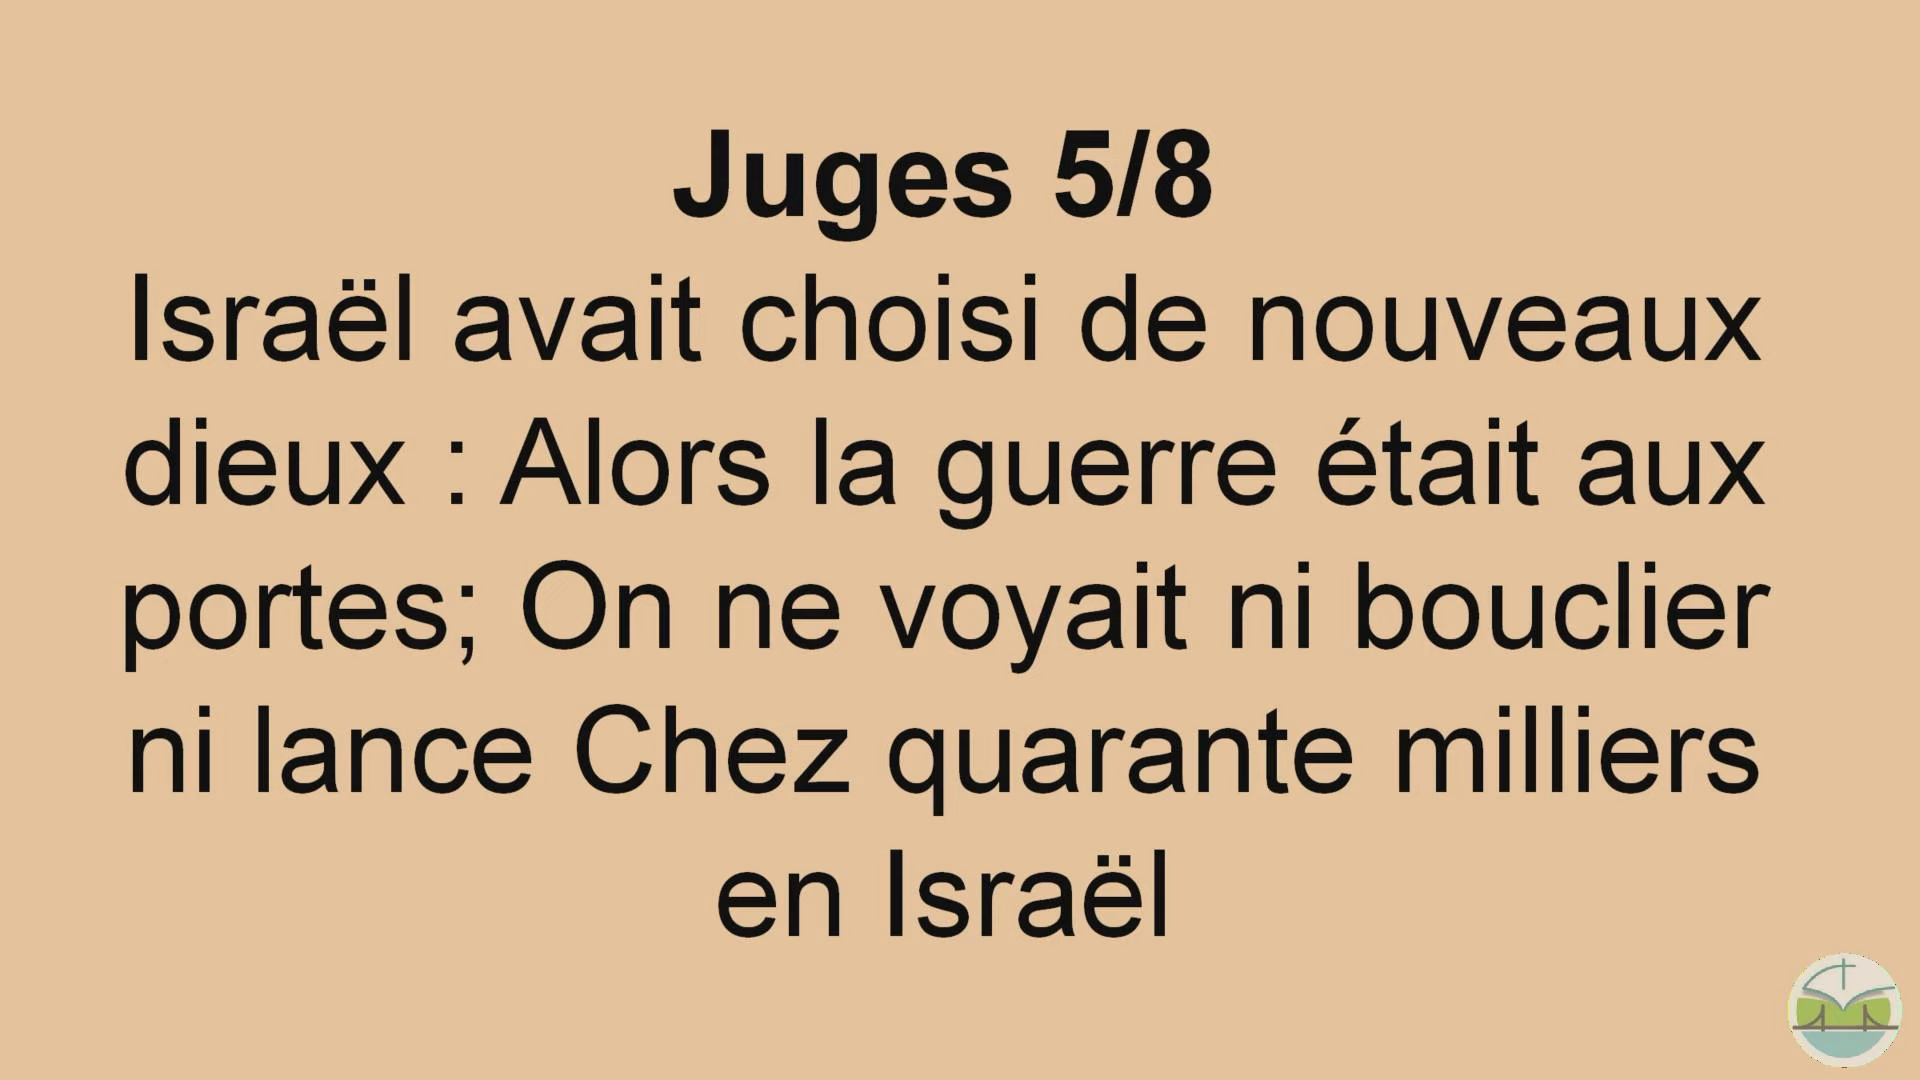 Juges 5/8
Israël avait choisi de nouveaux
dieux : Alors la guerre était aux
portes; On ne voyait ni bouclier
ni lance Chez quarante milliers
en Israël